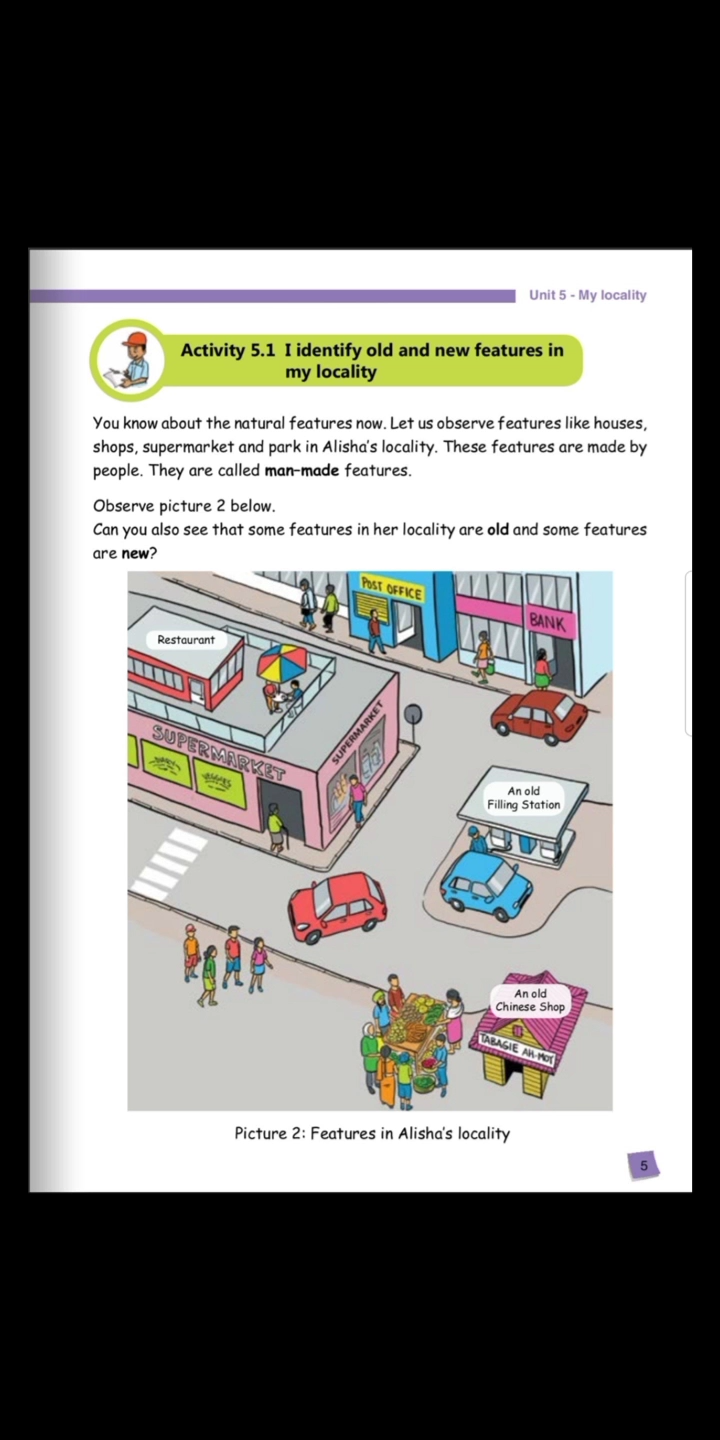 Unit 5 - My locality
Activity 5.1 I identify old and new features in
my locality
You know about the natural features now. Let us observe features like houses,
shops, supermarket and park in Alisha's locality. These features are made by
people. They are called man-made features.
Observe picture 2 below.
Can you also see that some features in her locality are old and some features
are new?
POST OFFICE
BANK
Restaurant
SUPERMARKET
SUPERMARKET
DIARY
VEGGIES
An old
Filling Station
An old
Chinese Shop
TABAGIE AH-MOY
Picture 2: Features in Alisha's locality
5